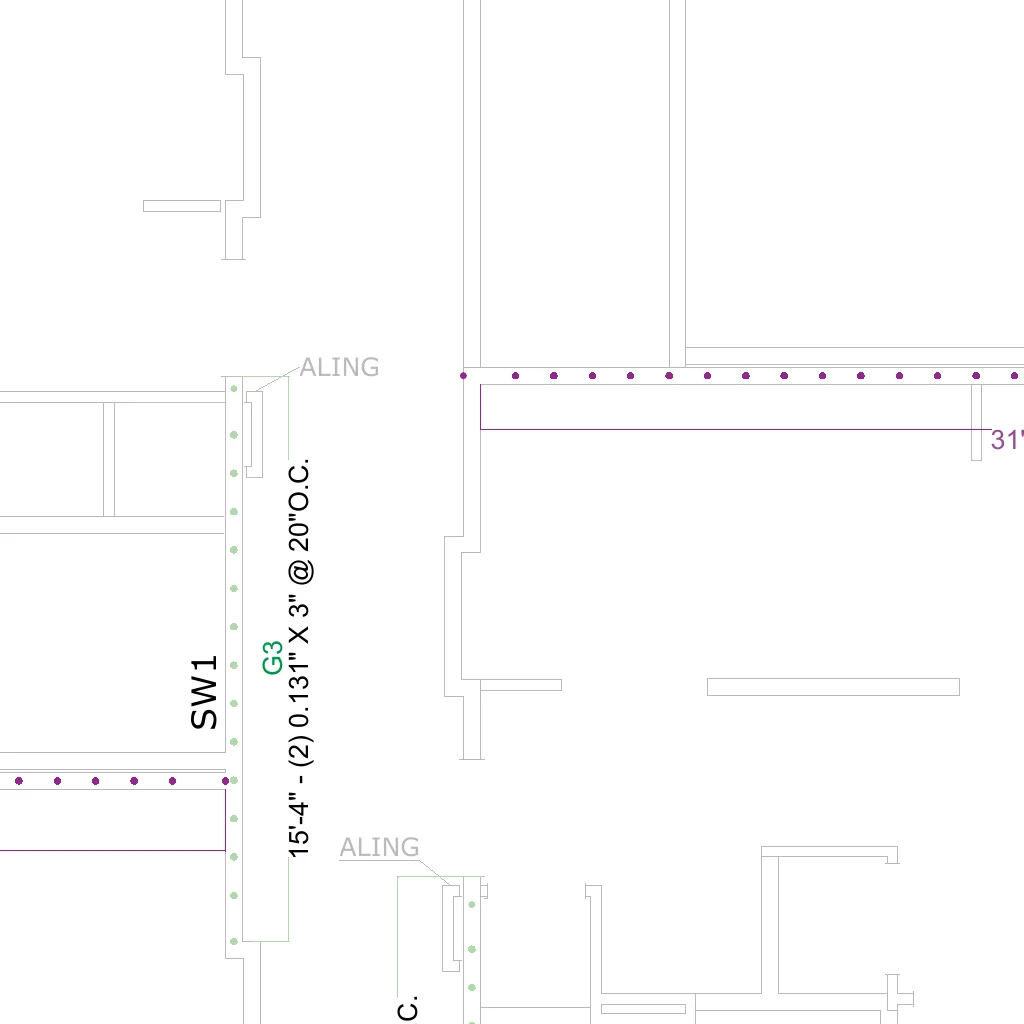 ALING
31'
15'-4" - (2) 0.131" X 3" @ 20"O.C.
G3
SW1
ALING
C.